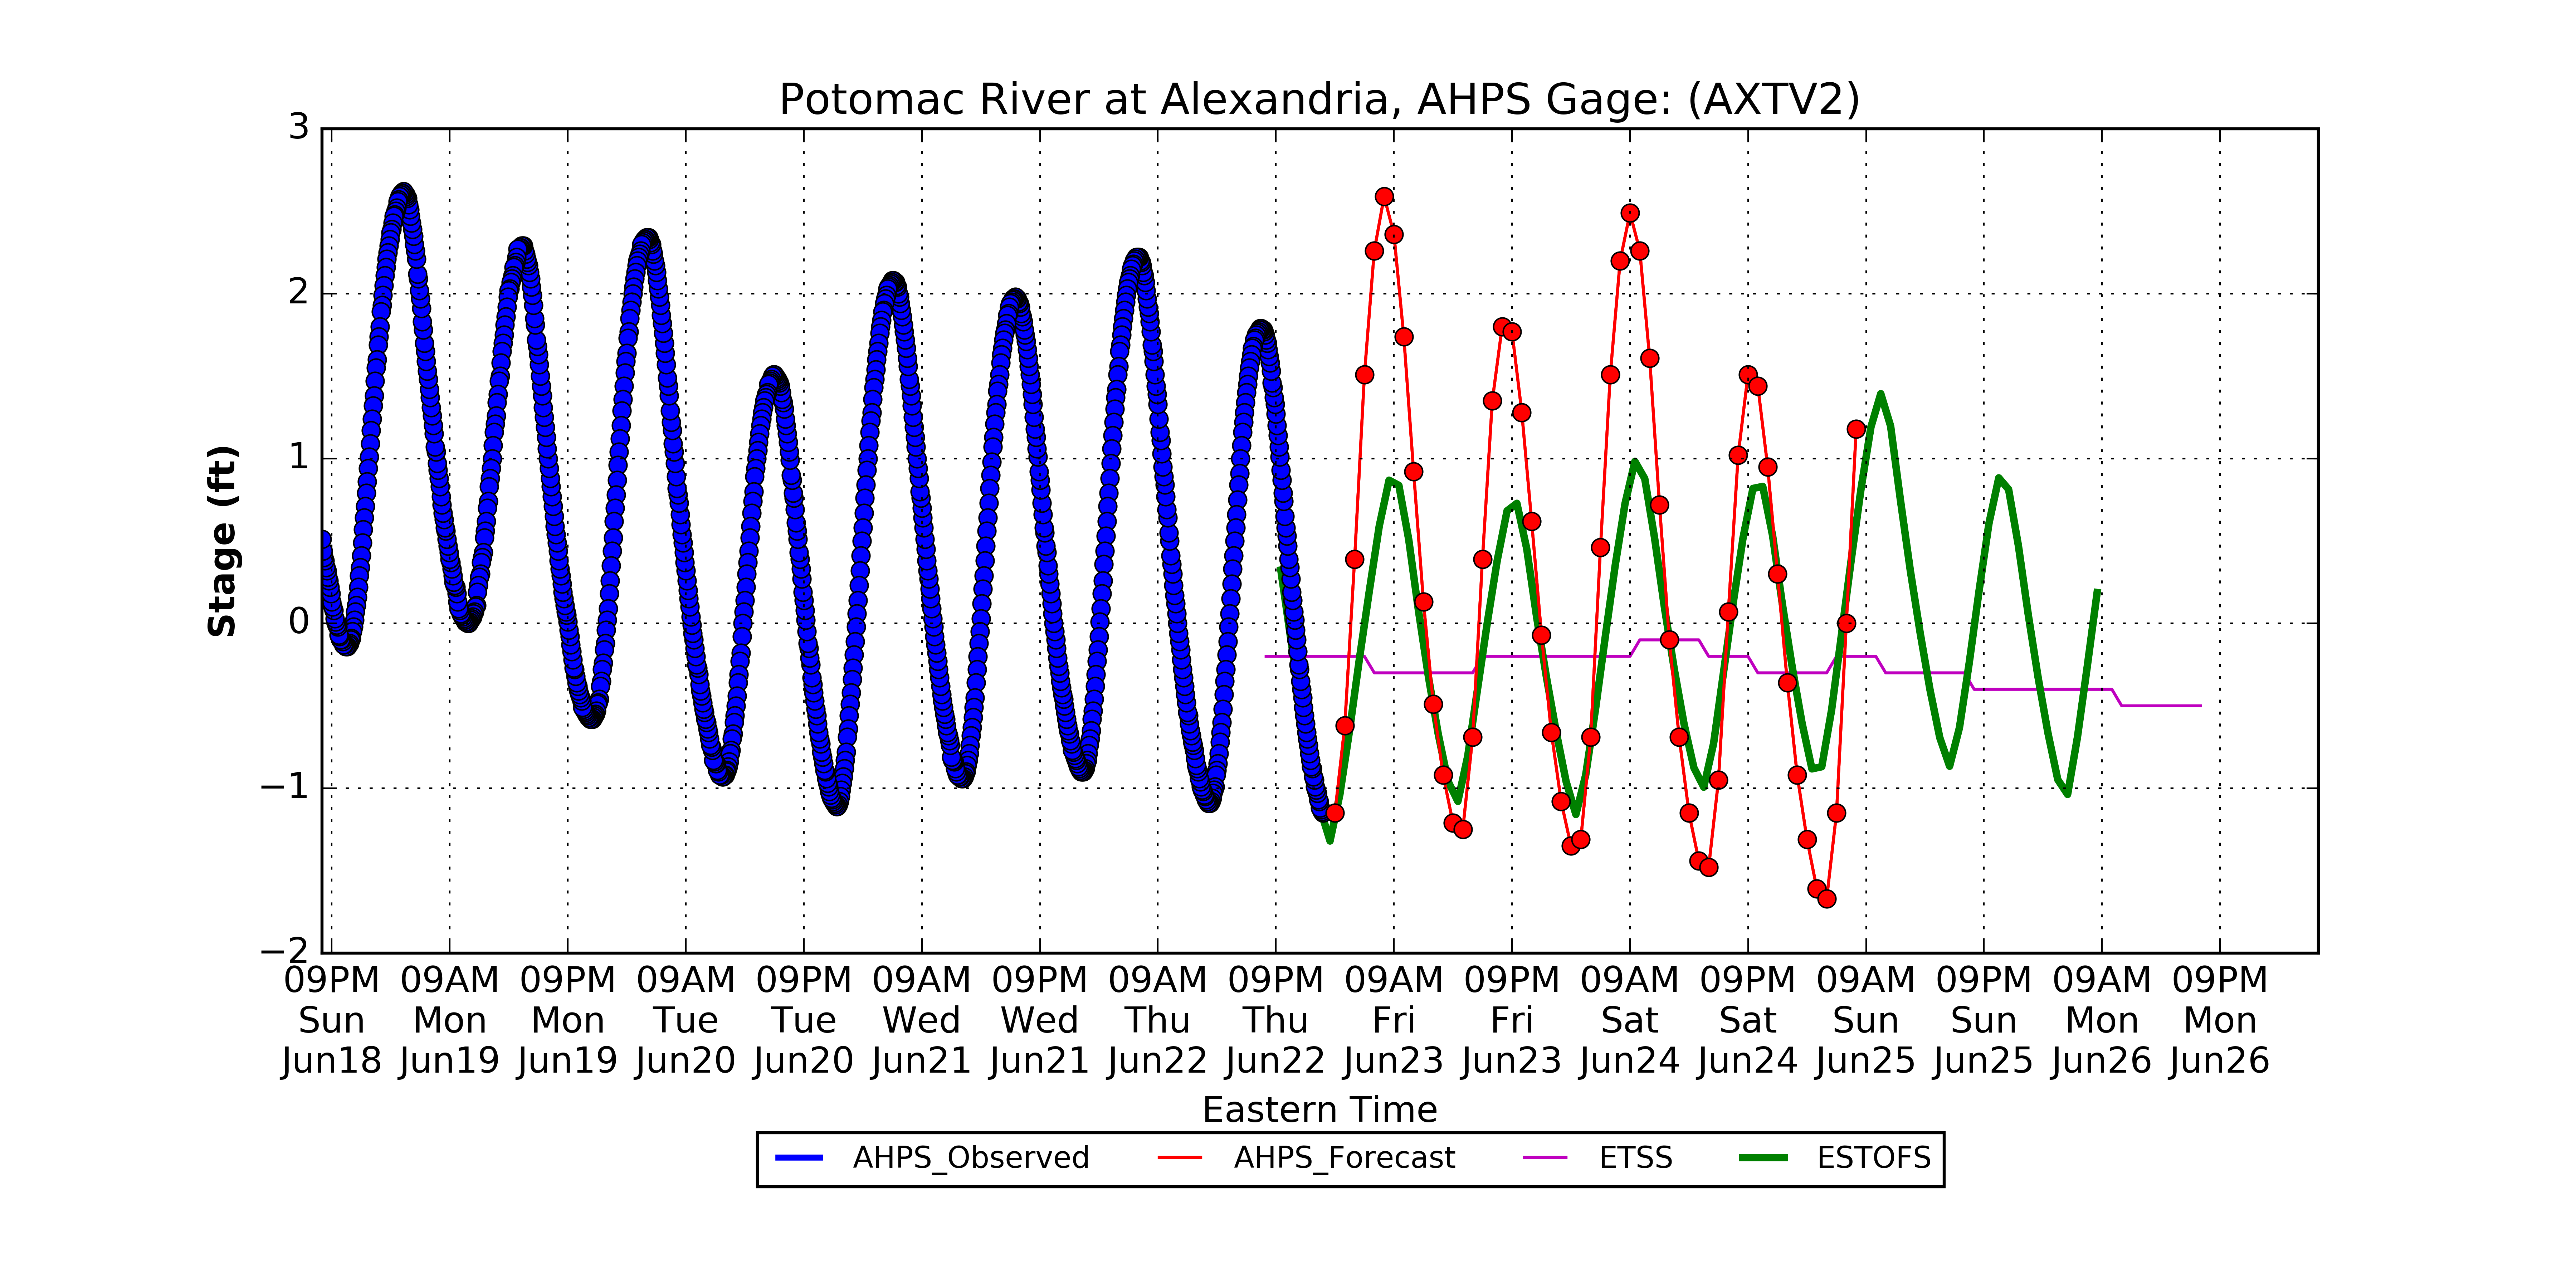 Potomac River at Alexandria, AHPS Gage: (AXTV2)
3
2
1
0
−1
−2
Stage (ft)
09PM 09AM 09PM 09AM 09PM 09AM 09PM 09AM 09PM 09AM 09PM 09AM 09PM 09AM 09PM 09AM 09PM
Sun Mon Mon Tue Tue Wed Wed Thu Thu Fri Fri Sat Sat Sun Sun Mon Mon
Jun18 Jun19 Jun19 Jun20 Jun20 Jun21 Jun21 Jun22 Jun22 Jun23 Jun23 Jun24 Jun24 Jun25 Jun25 Jun26 Jun26
Eastern Time
AHPS_Observed AHPS_Forecast ETSS ESTOFS